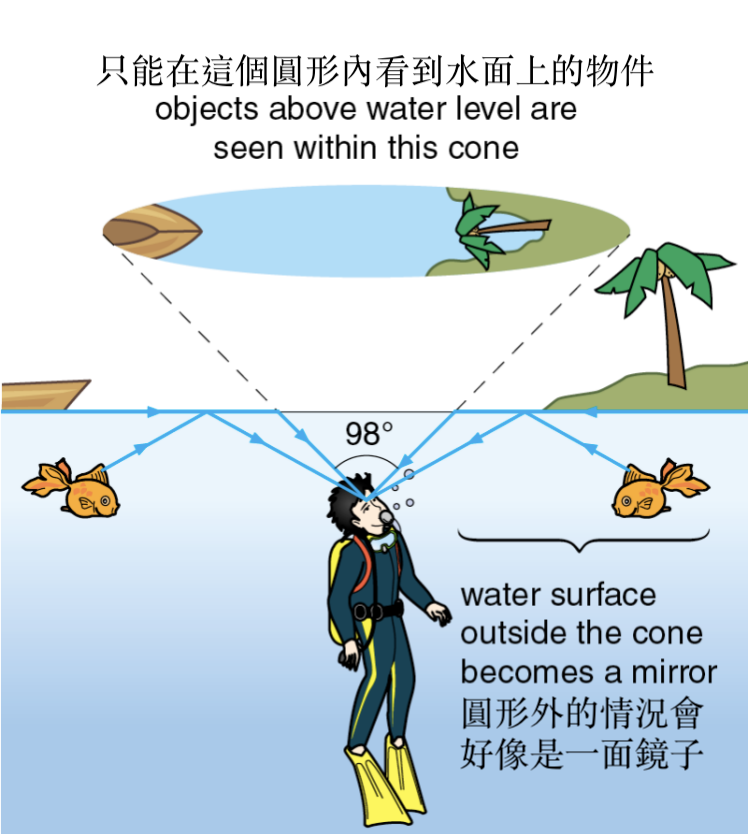 只能在這個圓形內看到水面上的物件
objects above water level are
seen within this cone
98°
water surface
outside the cone
becomes a mirror
圓形外的情況會
好像是一面鏡子